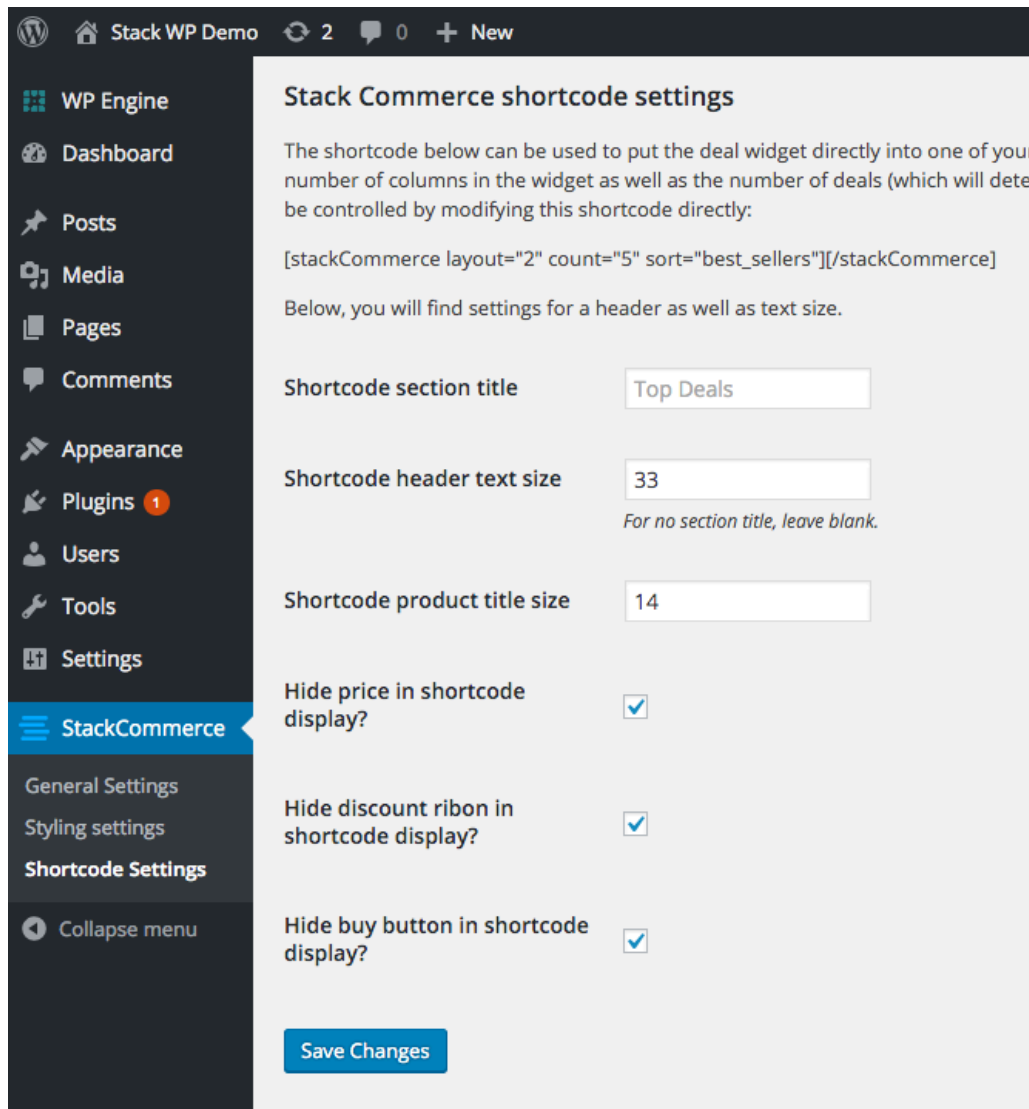 Stack WP Demo 2 0 + New
WP Engine
Dashboard
Posts
Media
Pages
Comments
Appearance
Plugins 1
Users
Tools
Settings
StackCommerce
General Settings
Styling settings
Shortcode Settings
Collapse menu
Stack Commerce shortcode settings
The shortcode below can be used to put the deal widget directly into one of your
number of columns in the widget as well as the number of deals (which will dete
be controlled by modifying this shortcode directly:
[stackCommerce layout="2" count="5" sort="best_sellers"][/stackCommerce]
Below, you will find settings for a header as well as text size.
Shortcode section title Top Deals
Shortcode header text size 33
For no section title, leave blank.
Shortcode product title size 14
Hide price in shortcode
display?
Hide discount ribon in
shortcode display?
Hide buy button in shortcode
display?
Save Changes